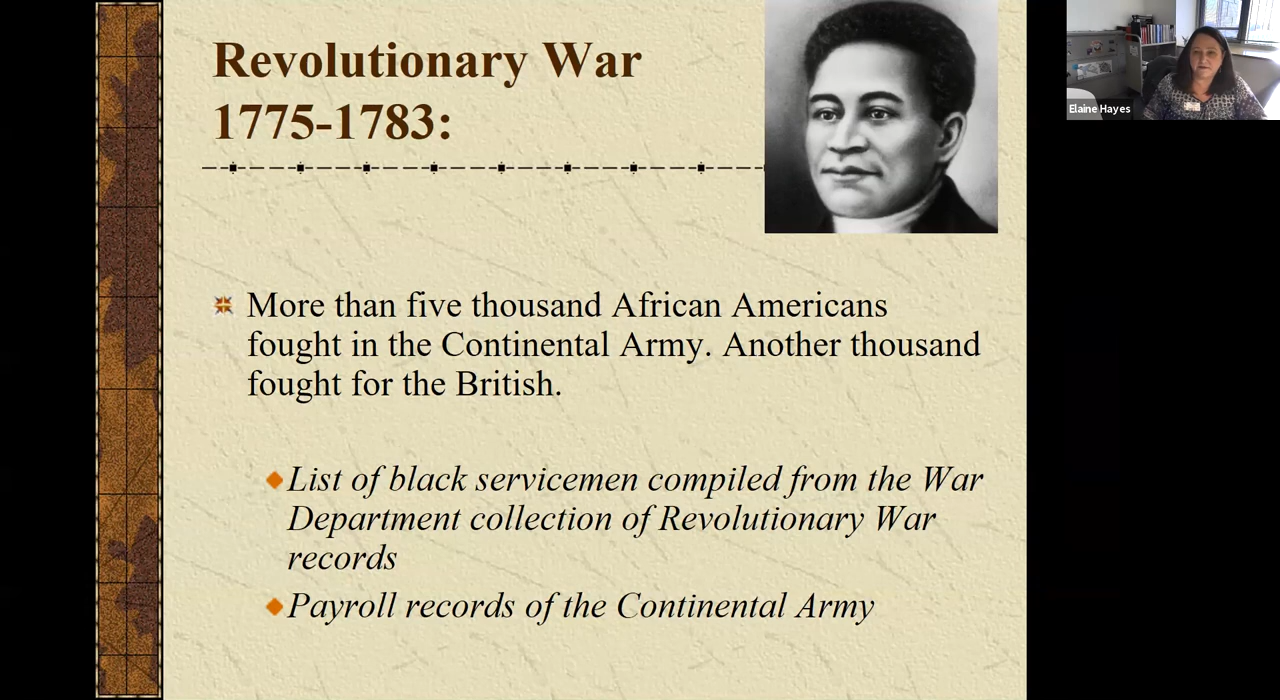 Revolutionary War
1775-1783:
Elaine Hayes
More than five thousand African Americans
fought in the Continental Army. Another thousand
fought for the British.
List of black servicemen compiled from the War
Department collection of Revolutionary War
records
Payroll records of the Continental Army